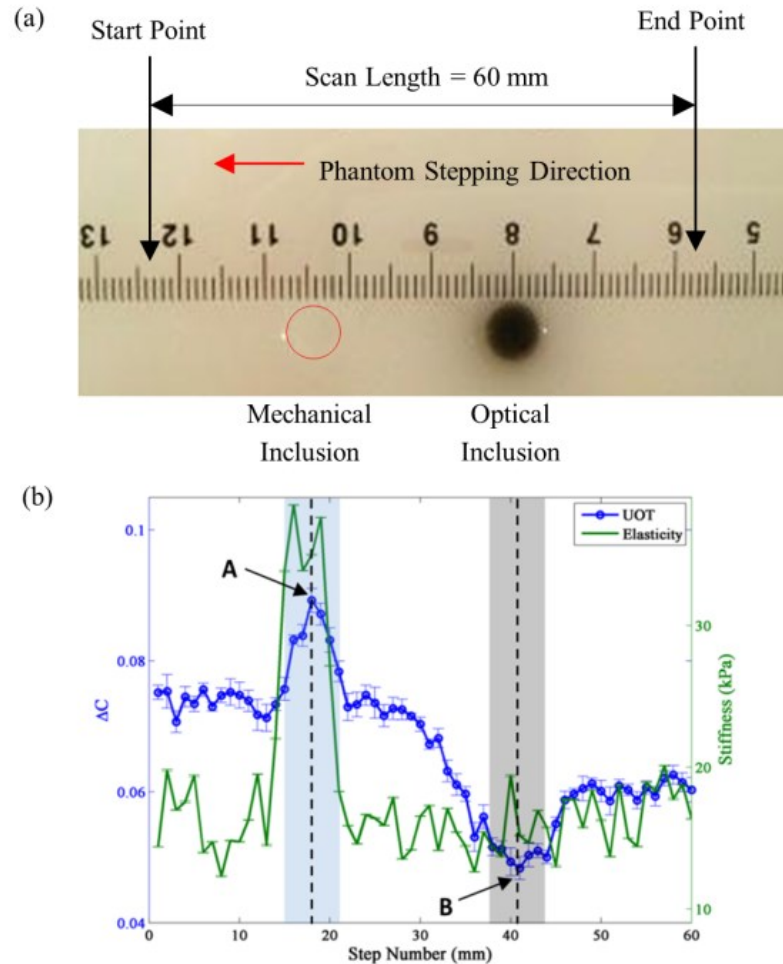 (a)
Start Point
End Point
Scan Length = 60 mm
Phantom Stepping Direction
13 12 11 10 9 8 7 6 5
Mechanical
Inclusion
Optical
Inclusion
(b)
0.1
0.08
0.06
0.04
ΔC
A
B
UOT
Elasticity
30
20
10
Stiffness (kPa)
0 10 20 30 40 50 60
Step Number (mm)